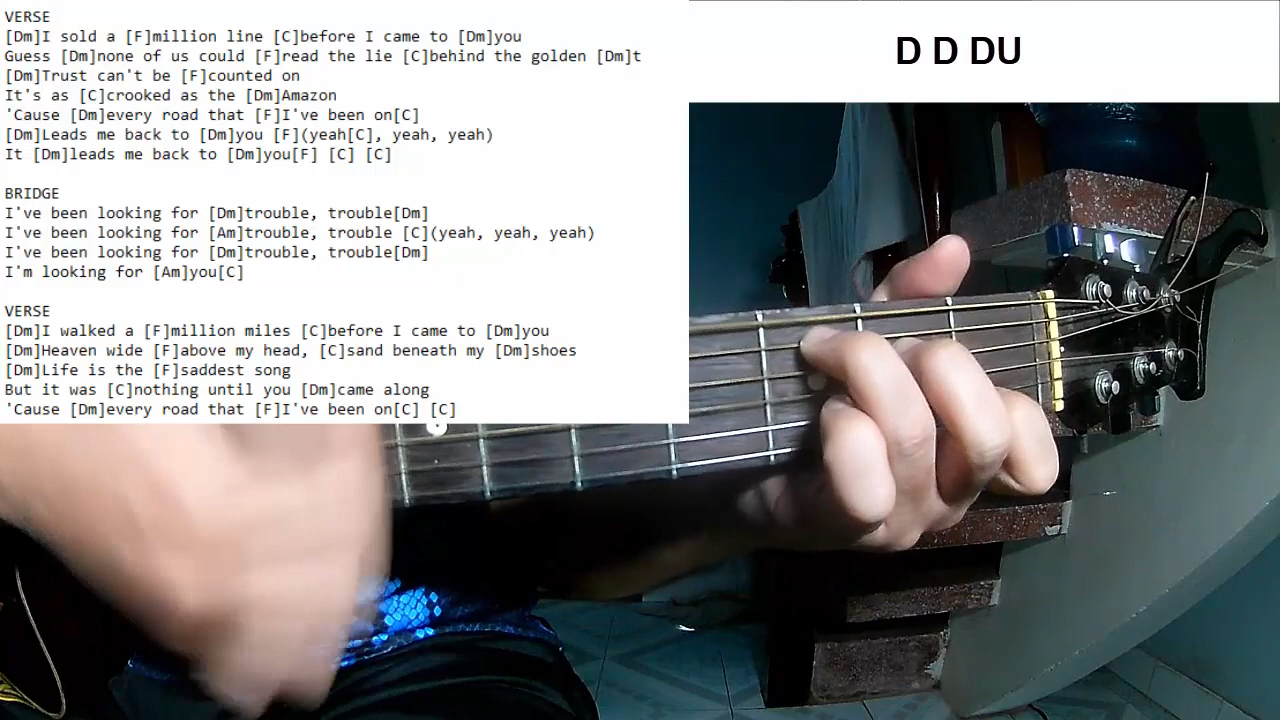 VERSE
[Dm]I sold a [F]million line [C]before I came to [Dm]you
Guess [Dm]none of us could [F]read the lie [C]behind the golden [Dm]t
[Dm]Trust can't be [F]counted on
It's as [C]crooked as the [Dm]Amazon
'Cause [Dm]every road that [F]I've been on[C]
[Dm]Leads me back to [Dm]you [F](yeah[C], yeah, yeah)
It [Dm]leads me back to [Dm]you[F] [C] [C]
BRIDGE
I've been looking for [Dm]trouble, trouble[Dm]
I've been looking for [Am]trouble, trouble [C](yeah, yeah, yeah)
I've been looking for [Dm]trouble, trouble[Dm]
I'm looking for [Am]you[C]
VERSE
[Dm]I walked a [F]million miles [C]before I came to [Dm]you
[Dm]Heaven wide [F]above my head, [C]sand beneath my [Dm]shoes
[Dm]Life is the [F]saddest song
But it was [C]nothing until you [Dm]came along
'Cause [Dm]every road that [F]I've been on[C] [C]
D D DU